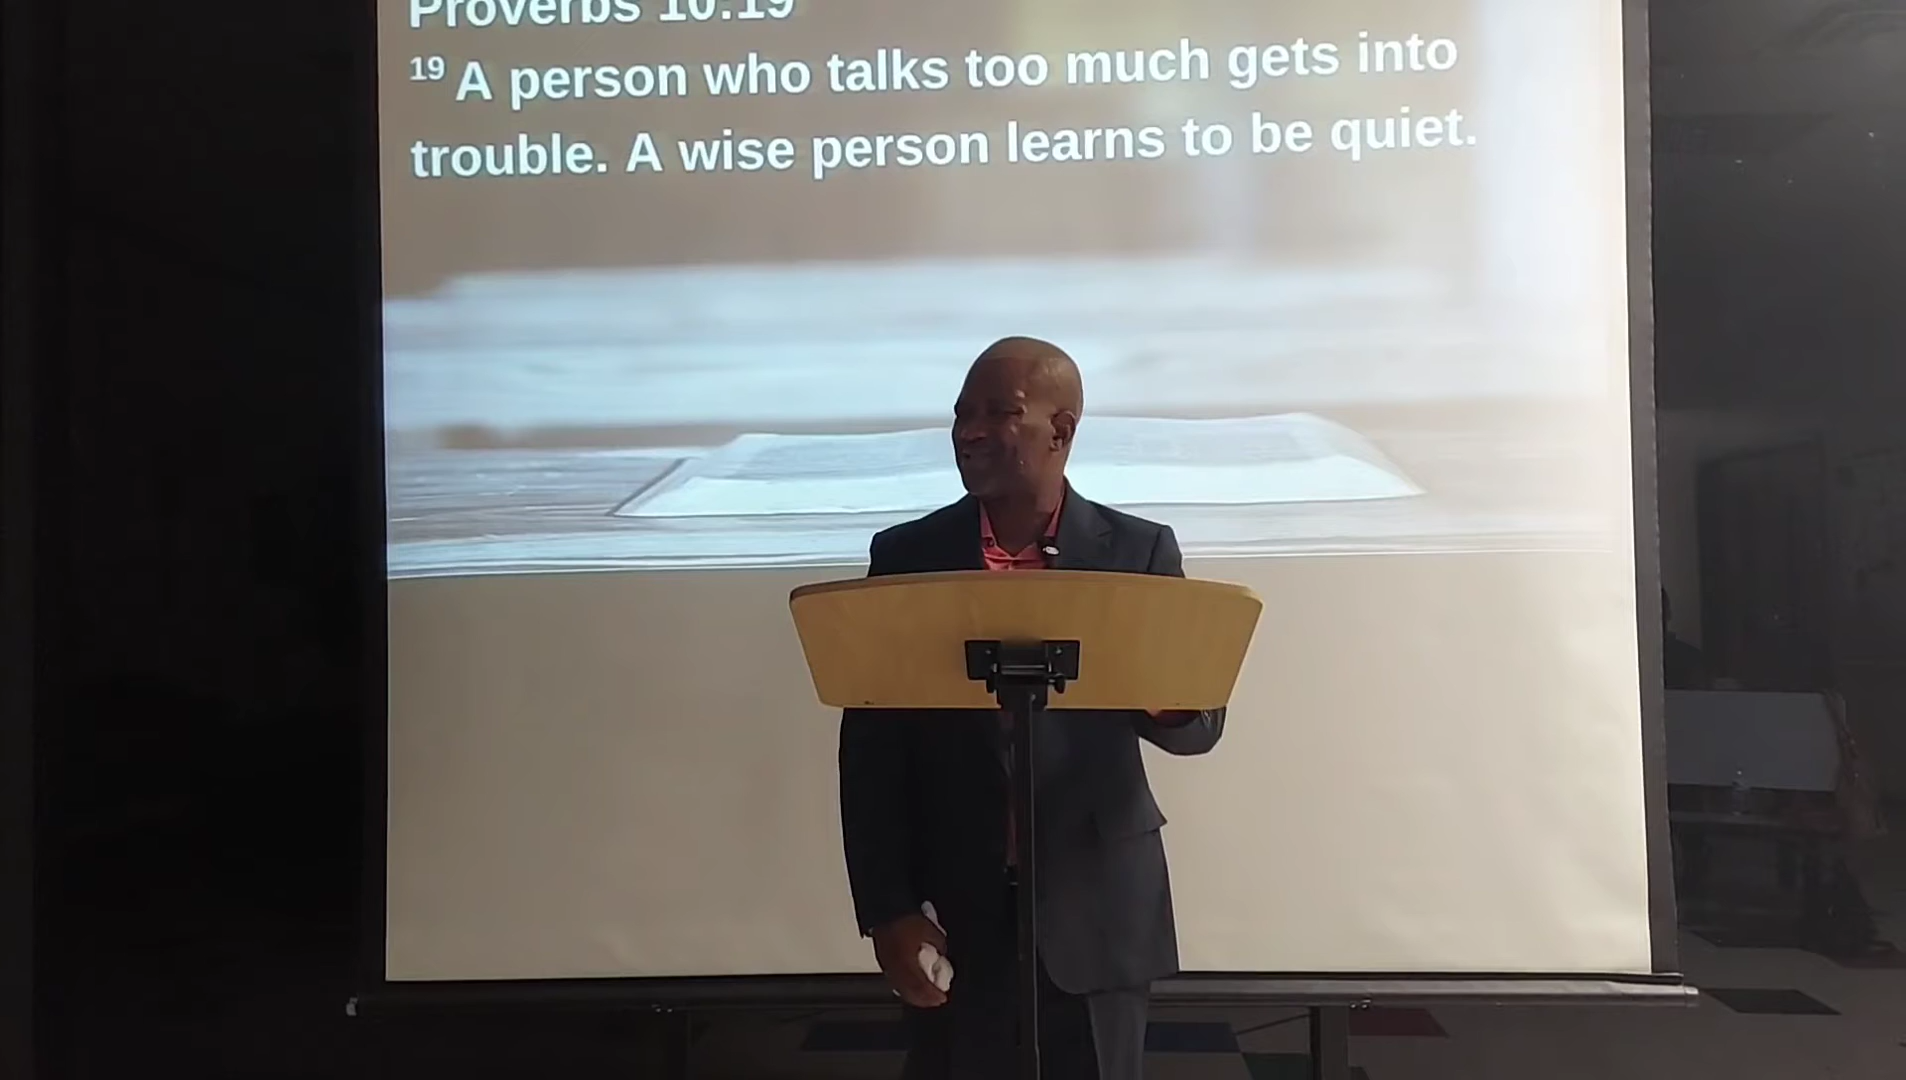 Proverbs 10:19
19 A person who talks too much gets into
trouble. A wise person learns to be quiet.